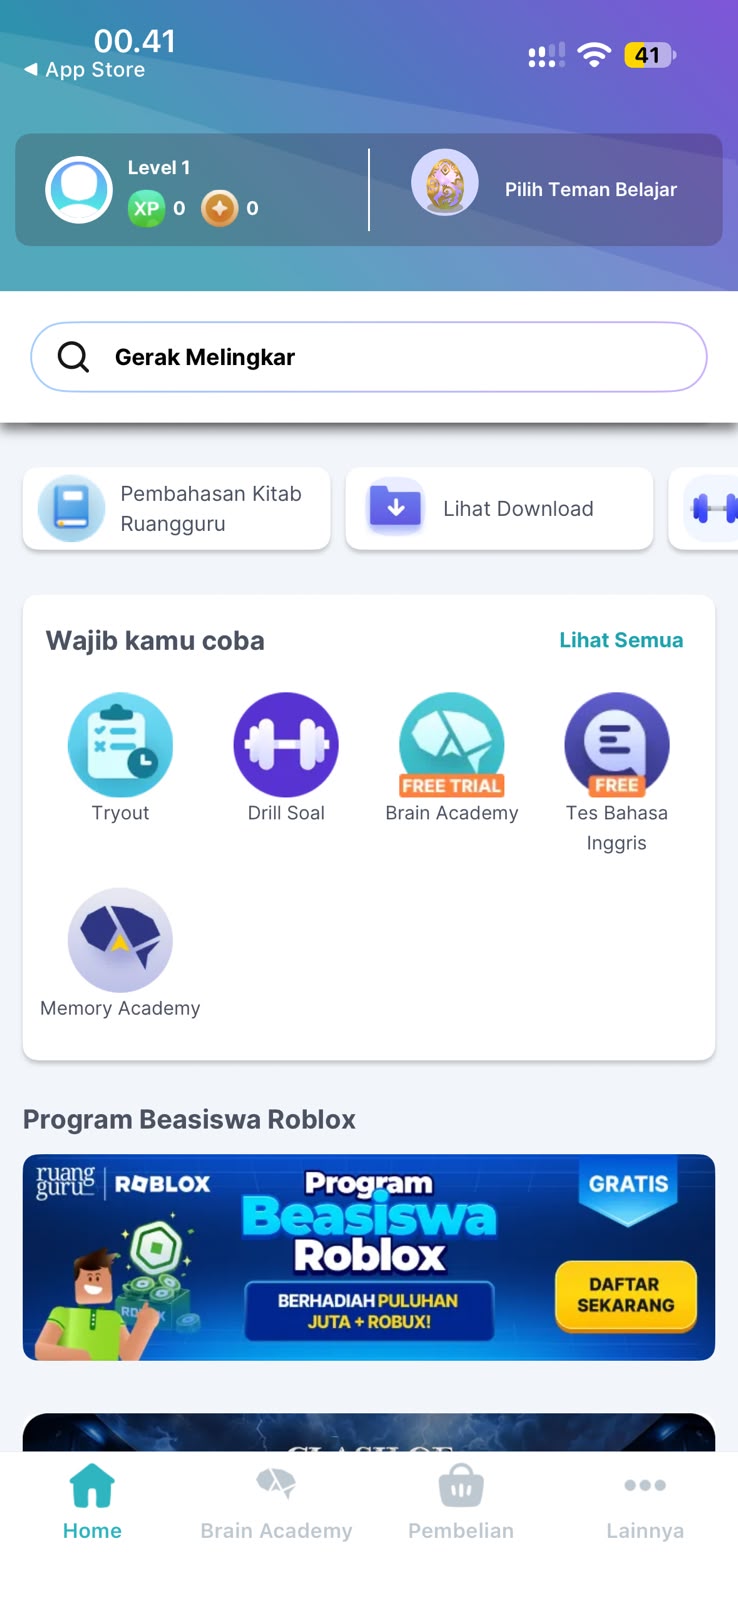 00.41
◀ App Store
41
Level 1
XP 0 0
Pilih Teman Belajar
Gerak Melingkar
Pembahasan Kitab
Ruangguru
Lihat Download
Wajib kamu coba
Lihat Semua
Tryout
Drill Soal
FREE TRIAL
Brain Academy
FREE
Tes Bahasa
Inggris
Memory Academy
Program Beasiswa Roblox
ruang
guru
ROBLOX
Program
Beasiswa
Roblox
BERHADIAH PULUHAN
JUTA + ROBUX!
GRATIS
DAFTAR
SEKARANG
CLASH OF
Home
Brain Academy
Pembelian
Lainnya